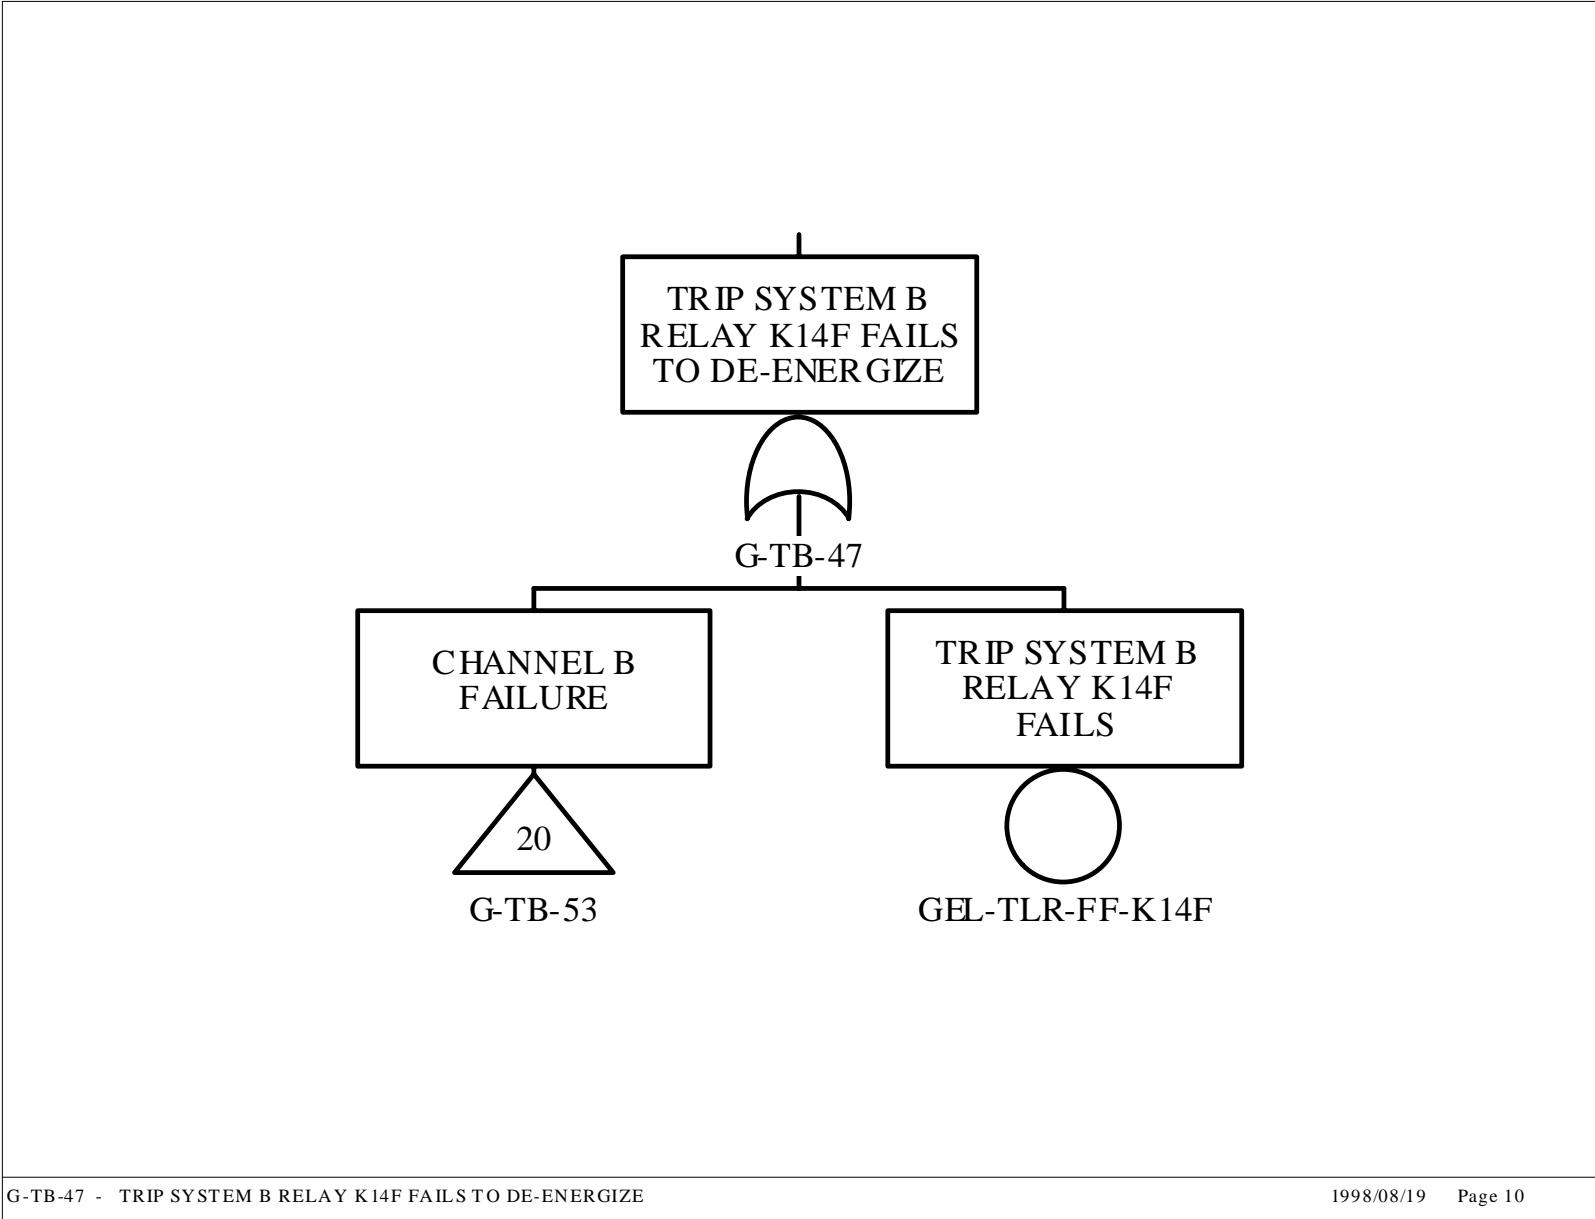 TRIP SYSTEM B
RELAY K14F FAILS
TO DE-ENERGIZE
G-TB-47
CHANNEL B
FAILURE
20
G-TB-53
TRIP SYSTEM B
RELAY K14F
FAILS
GEL-TLR-FF-K14F
G-TB-47 - TRIP SYSTEM B RELAY K14F FAILS TO DE-ENERGIZE
1998/08/19 Page 10